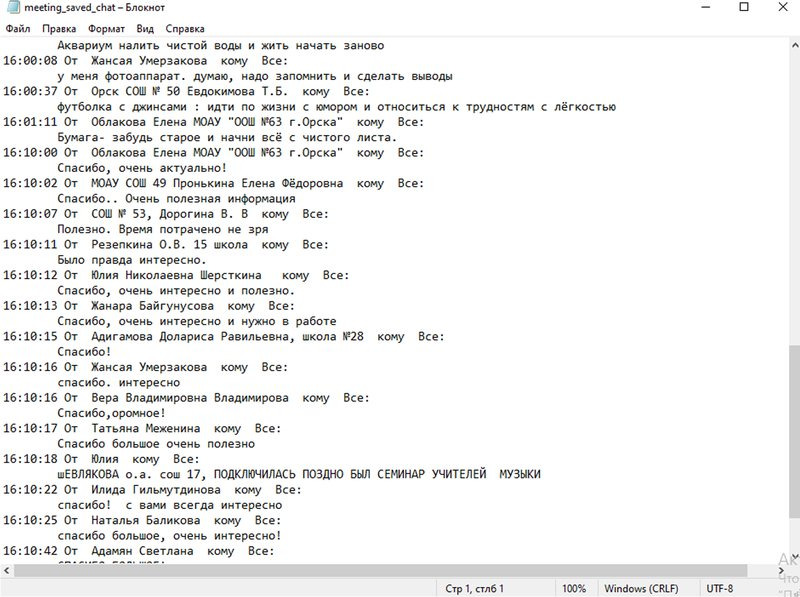 meeting_saved_chat – Блокнот
Файл Правка Формат Вид Справка
Аквариум налить чистой воды и жить начать заново
16:00:08 От Жансая Умерзакова кому Все:
у меня фотоаппарат. думаю, надо запомнить и сделать выводы
16:00:37 От Орск СОШ № 50 Евдокимова Т.Б. кому Все:
футболка с джинсами : идти по жизни с юмором и относиться к трудностям с лёгкостью
16:01:11 От Облакова Елена МОАУ "ООШ №63 г.Орска" кому Все:
Бумага- забудь старое и начни всё с чистого листа.
16:10:00 От Облакова Елена МОАУ "ООШ №63 г.Орска" кому Все:
Спасибо, очень актуально!
16:10:02 От МОАУ СОШ 49 Пронькина Елена Фёдоровна кому Все:
Спасибо.. Очень полезная информация
16:10:07 От СОШ № 53, Дорогина В. В кому Все:
Полезно. Время потрачено не зря
16:10:11 От Резепкина О.В. 15 школа кому Все:
Было правда интересно.
16:10:12 От Юлия Николаевна Шерсткина кому Все:
Спасибо, очень интересно и полезно.
16:10:13 От Жанара Байгунусова кому Все:
Спасибо, очень интересно и нужно в работе
16:10:15 От Адигамова Долариса Равильевна, школа №28 кому Все:
Спасибо!
16:10:16 От Жансая Умерзакова кому Все:
спасибо. интересно
16:10:16 От Вера Владимировна Владимирова кому Все:
Спасибо,оромное!
16:10:17 От Татьяна Меженина кому Все:
Спасибо большое очень полезно
16:10:18 От Юлия кому Все:
шЕВЛЯКОВА о.а. сош 17, ПОДКЛЮЧИЛАСЬ ПОЗДНО БЫЛ СЕМИНАР УЧИТЕЛЕЙ МУЗЫКИ
16:10:22 От Илида Гильмутдинова кому Все:
спасибо! с вами всегда интересно
16:10:25 От Наталья Баликова кому Все:
спасибо большое, очень интересно!
16:10:42 От Адамян Светлана кому Все:
Стр 1, стлб 1 100% Windows (CRLF) UTF-8